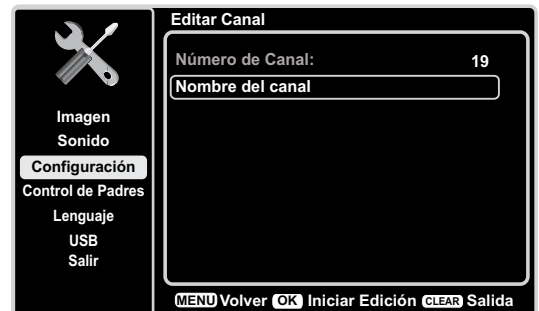 Editar Canal
Número de Canal: 19
Nombre del canal
Imagen
Sonido
Configuración
Control de Padres
Lenguaje
USB
Salir
MENU Volver OK Iniciar Edición CLEAR Salida